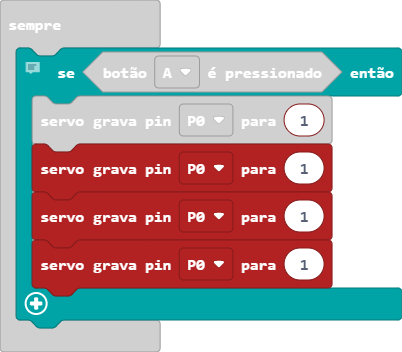 sempre
se botão A é pressionado então
servo grava pin P0 para 1
servo grava pin P0 para 1
servo grava pin P0 para 1
servo grava pin P0 para 1